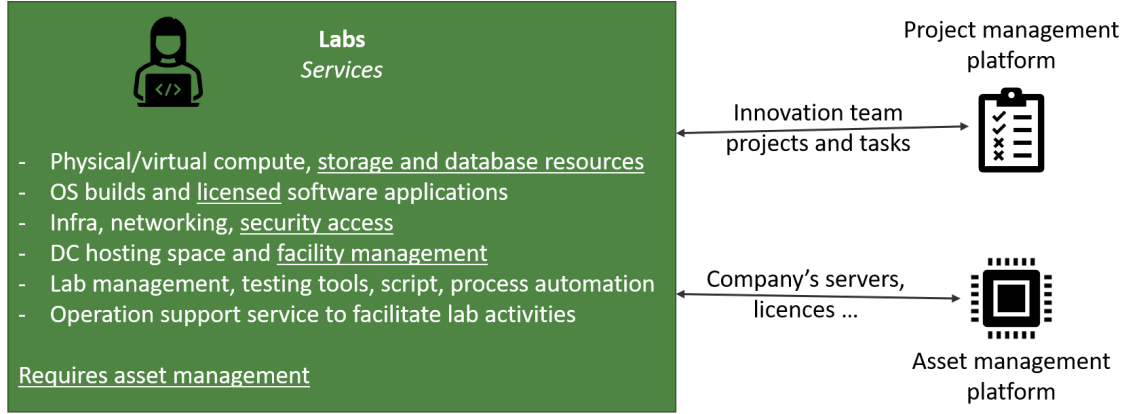 Labs
Services
- Physical/virtual compute, storage and database resources
- OS builds and licensed software applications
- Infra, networking, security access
- DC hosting space and facility management
- Lab management, testing tools, script, process automation
- Operation support service to facilitate lab activities
Requires asset management
Innovation team
projects and tasks
Project management
platform
Company's servers,
licences ...
Asset management
platform